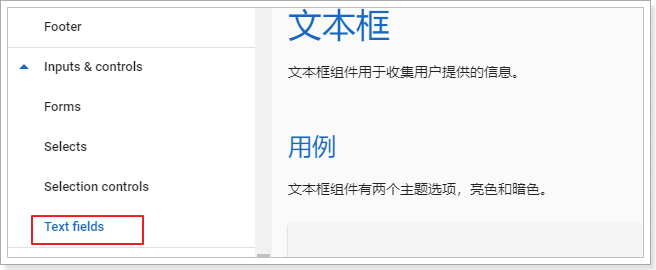 Footer
Inputs & controls
Forms
Selects
Selection controls
Text fields
文本框
文本框组件用于收集用户提供的信息。
用例
文本框组件有两个主题选项，亮色和暗色。